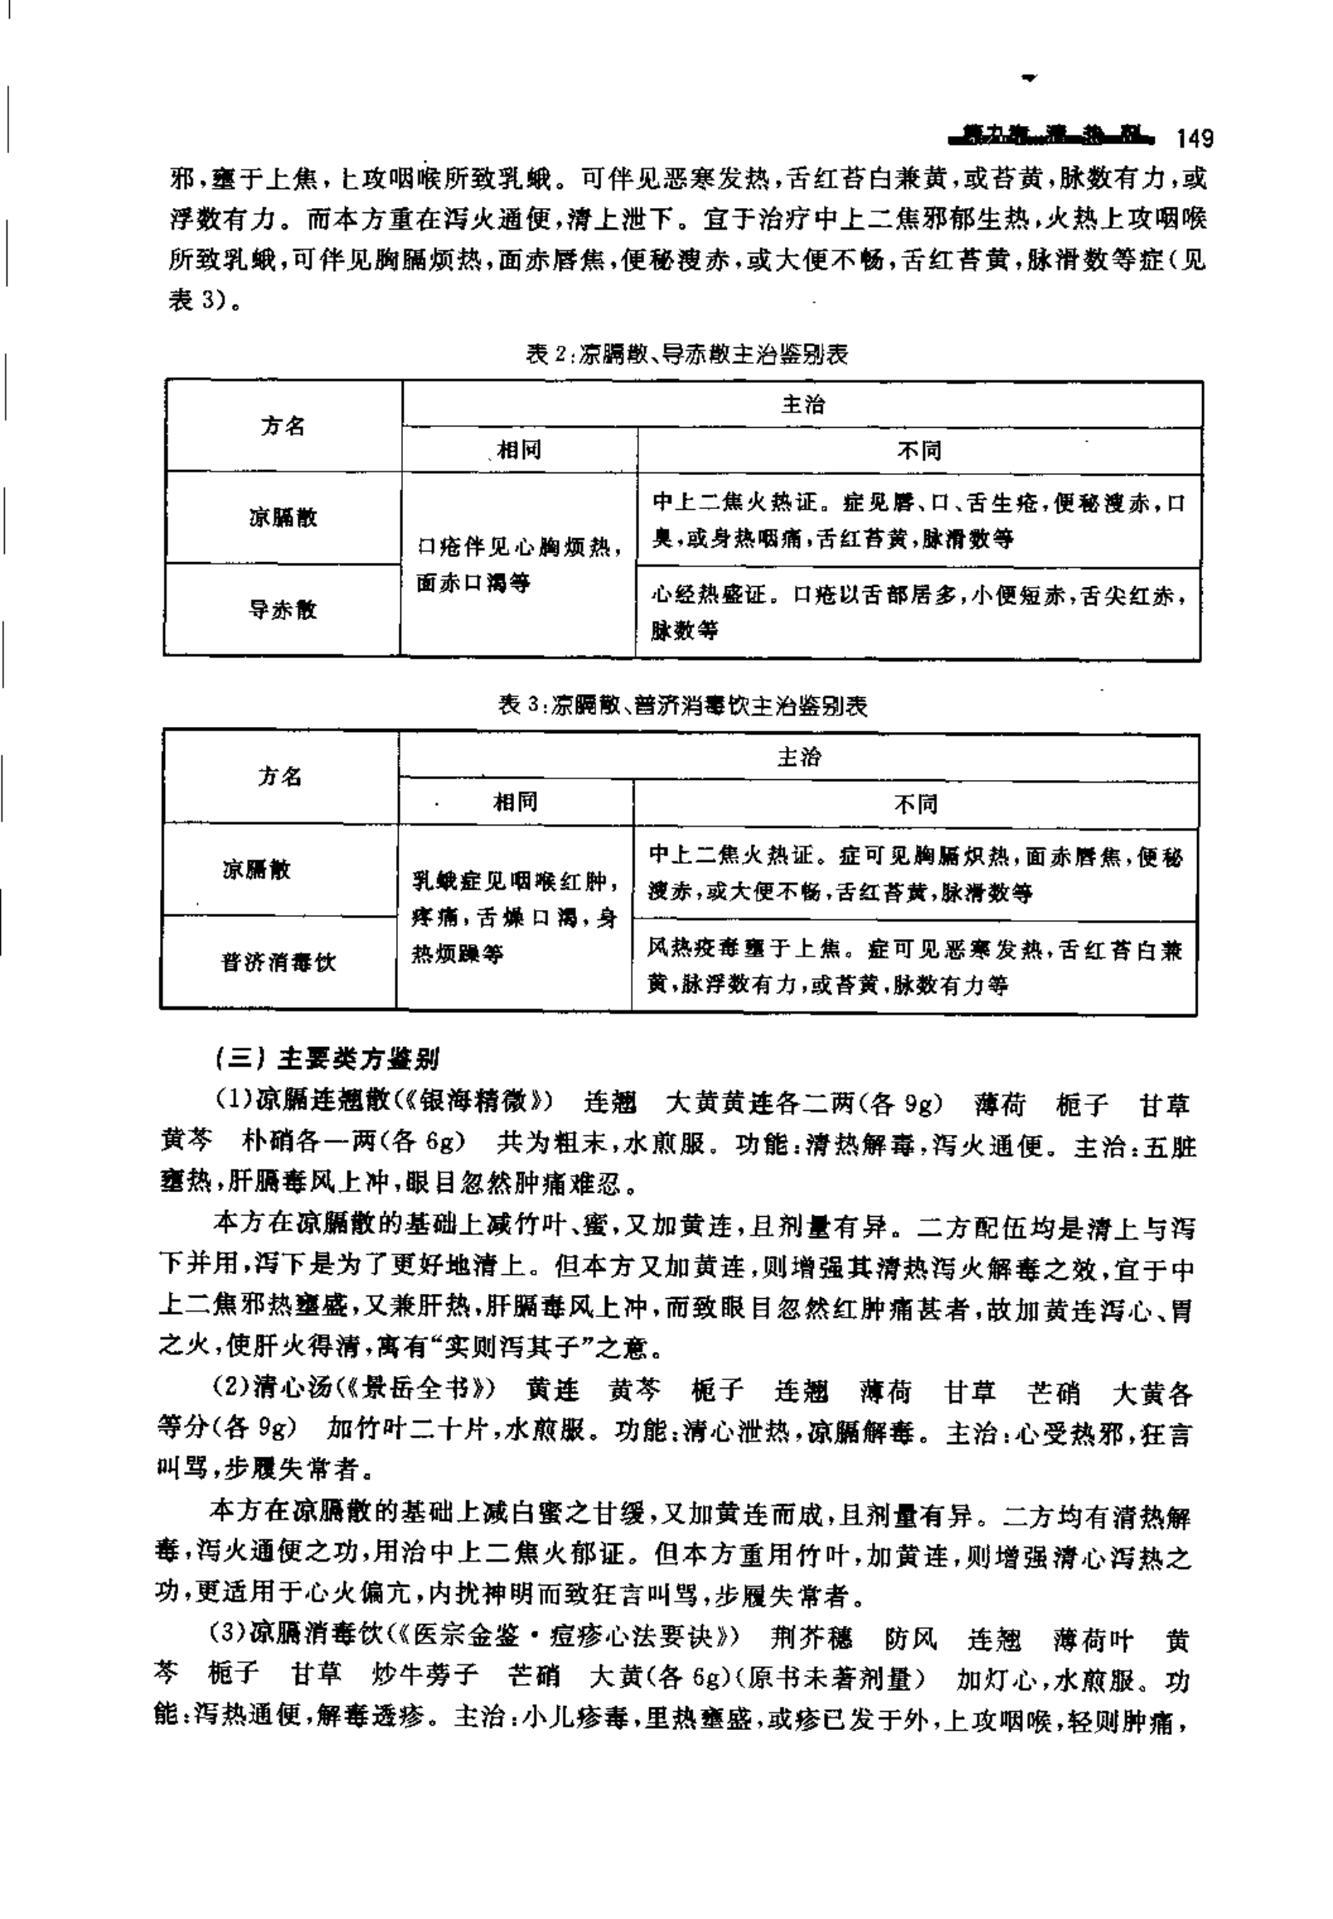 第九章 清热剂 149
邪,壅于上焦,上攻咽喉所致乳蛾。可伴见恶寒发热,舌红苔白兼黄,或苔黄,脉数有力,或
浮数有力。而本方重在泻火通便,清上泄下。宜于治疗中上二焦邪郁生热,火热上攻咽喉
所致乳蛾,可伴见胸膈烦热,面赤唇焦,便秘溲赤,或大便不畅,舌红苔黄,脉滑数等症(见
表 3)。
表 2:凉膈散、导赤散主治鉴别表
方名
主治
相同
不同
凉膈散
口疮伴见心胸烦热,
面赤口渴等
中上二焦火热证。症见唇、口、舌生疮,便秘溲赤,口
臭,或身热咽痛,舌红苔黄,脉滑数等
导赤散
心经热盛证。口疮以舌部居多,小便短赤,舌尖红赤,
脉数等
表 3:凉膈散、普济消毒饮主治鉴别表
方名
主治
相同
不同
凉膈散
乳蛾症见咽喉红肿,
疼痛,舌燥口渴,身
热烦躁等
中上二焦火热证。症可见胸膈炽热,面赤唇焦,便秘
溲赤,或大便不畅,舌红苔黄,脉滑数等
普济消毒饮
风热疫毒壅于上焦。症可见恶寒发热,舌红苔白兼
黄,脉浮数有力,或苔黄,脉数有力等
(三)主要类方鉴别
(1)凉膈连翘散(《银海精微》) 连翘 大黄黄连各二两(各 9g) 薄荷 栀子 甘草
黄芩 朴硝各一两(各 6g) 共为粗末,水煎服。功能:清热解毒,泻火通便。主治:五脏
壅热,肝膈毒风上冲,眼目忽然肿痛难忍。
本方在凉膈散的基础上减竹叶、蜜,又加黄连,且剂量有异。二方配伍均是清上与泻
下并用,泻下是为了更好地清上。但本方又加黄连,则增强其清热泻火解毒之效,宜于中
上二焦邪热壅盛,又兼肝热,肝膈毒风上冲,而致眼目忽然红肿痛甚者,故加黄连泻心、胃
之火,使肝火得清,寓有“实则泻其子”之意。
(2)清心汤(《景岳全书》) 黄连 黄芩 栀子 连翘 薄荷 甘草 芒硝 大黄各
等分(各 9g) 加竹叶二十片,水煎服。功能:清心泄热,凉膈解毒。主治:心受热邪,狂言
叫骂,步履失常者。
本方在凉膈散的基础上减白蜜之甘缓,又加黄连而成,且剂量有异。二方均有清热解
毒,泻火通便之功,用治中上二焦火郁证。但本方重用竹叶,加黄连,则增强清心泻热之
功,更适用于心火偏亢,内扰神明而致狂言叫骂,步履失常者。
(3)凉膈消毒饮(《医宗金鉴·痘疹心法要诀》) 荆芥穗 防风 连翘 薄荷叶 黄
芩 栀子 甘草 炒牛蒡子 芒硝 大黄(各 6g)(原书未著剂量) 加灯心,水煎服。功
能:泻热通便,解毒透疹。主治:小儿疹毒,里热壅盛,或疹已发于外,上攻咽喉,轻则肿痛,